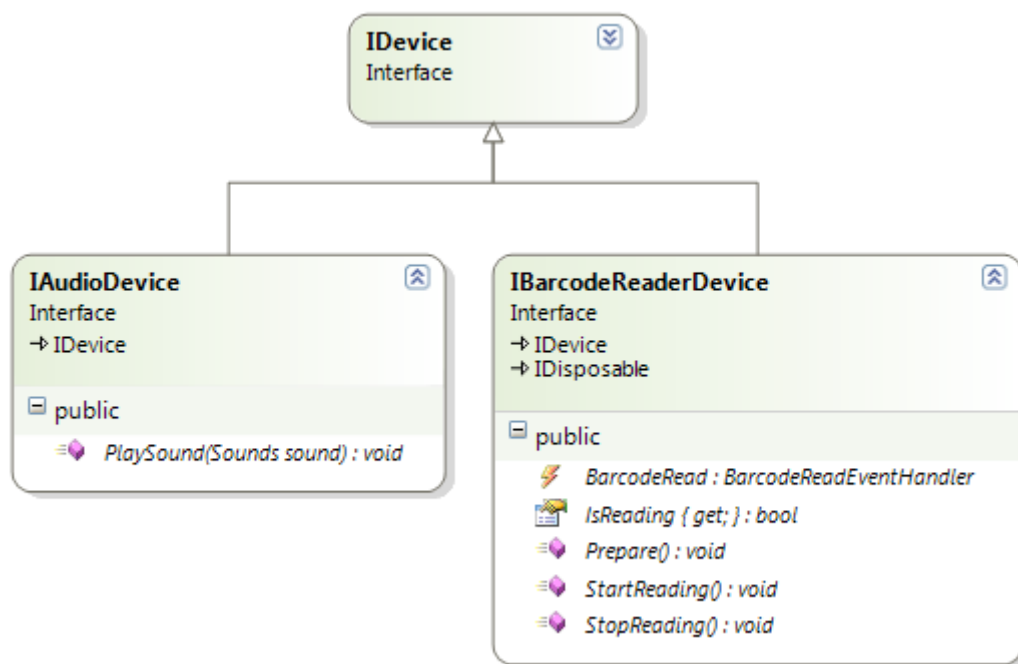 IDevice
Interface
IAudioDevice
Interface
IDevice
public
PlaySound(Sounds sound) : void
IBarcodeReaderDevice
Interface
IDevice
IDisposable
public
BarcodeRead : BarcodeReadEventHandler
IsReading { get; } : bool
Prepare() : void
StartReading() : void
StopReading() : void